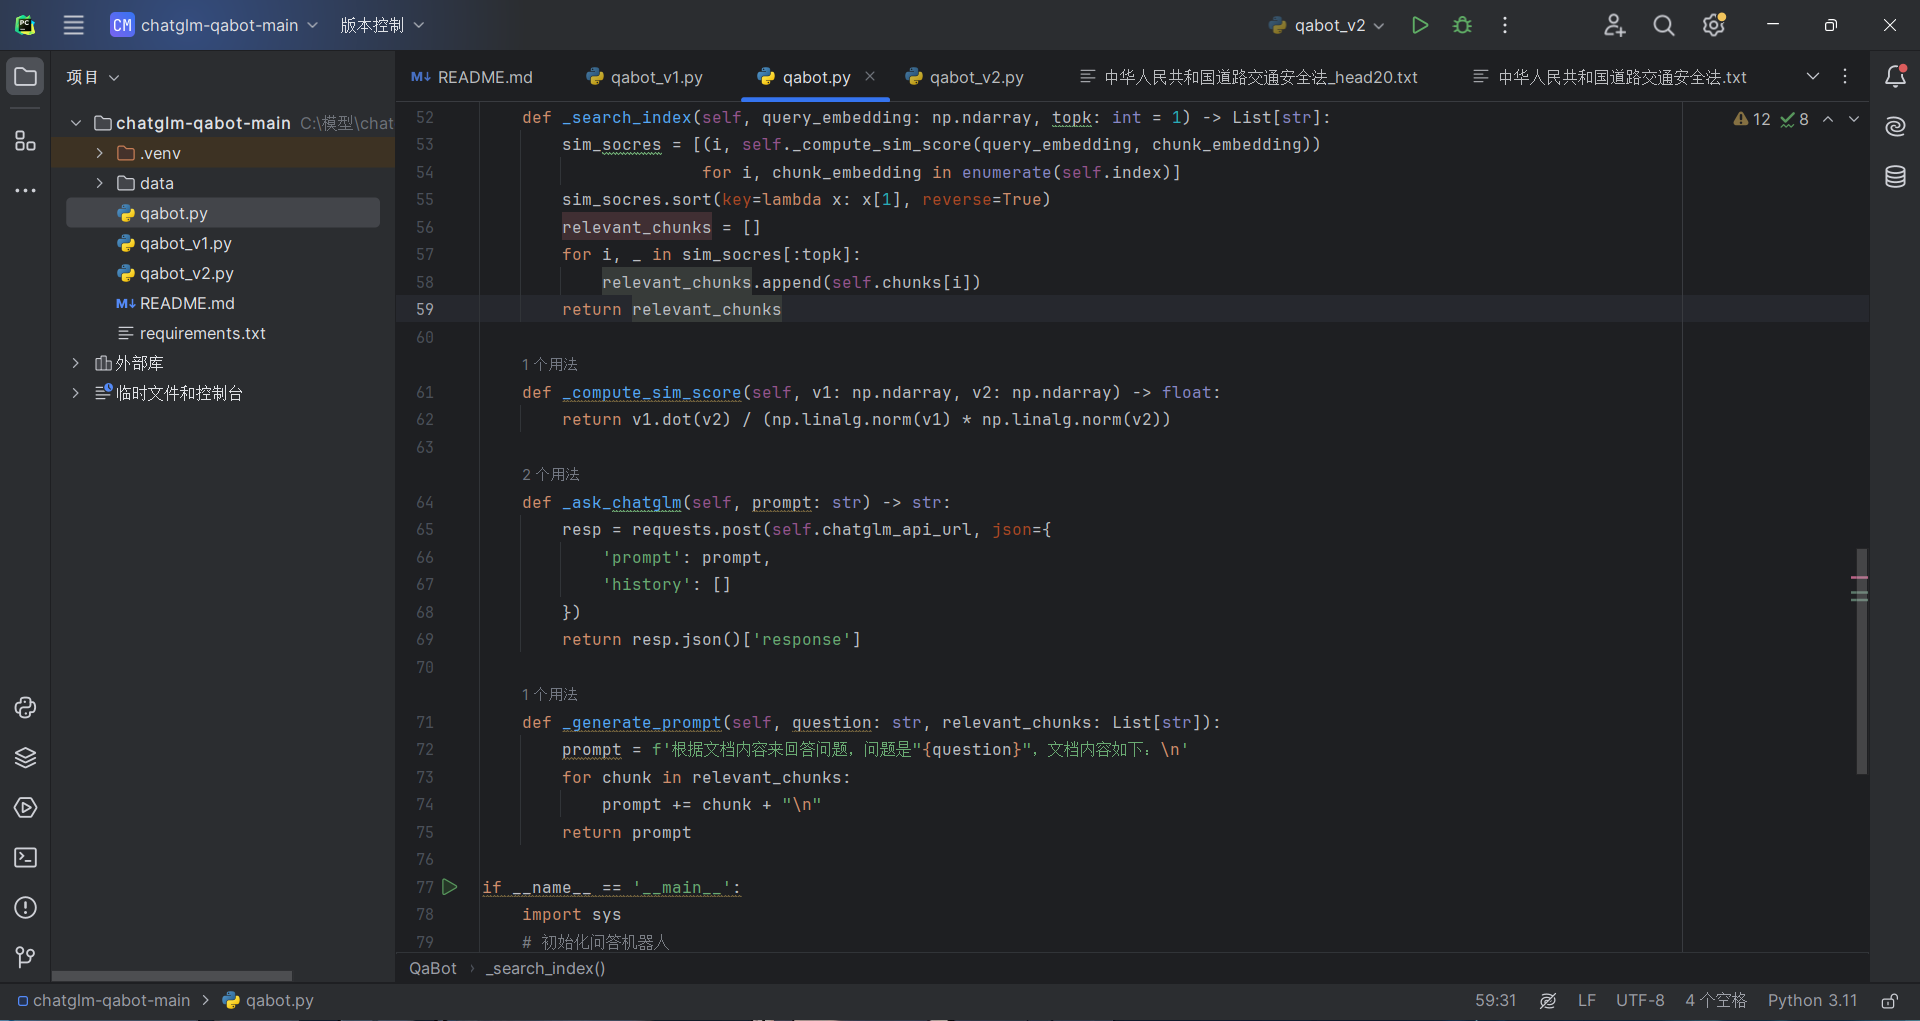 CM chatglm-qabot-main 版本控制 qabot_v2
项目
README.md qabot_v1.py qabot.py qabot_v2.py 中华人民共和国道路交通安全法_head20.txt 中华人民共和国道路交通安全法.txt
chatglm-qabot-main C:\模型\chat
.venv
data
qabot.py
qabot_v1.py
qabot_v2.py
README.md
requirements.txt
外部库
临时文件和控制台
12 8
52 def _search_index(self, query_embedding: np.ndarray, topk: int = 1) -> List[str]:
53 sim_socres = [(i, self._compute_sim_score(query_embedding, chunk_embedding))
54 for i, chunk_embedding in enumerate(self.index)]
55 sim_socres.sort(key=lambda x: x[1], reverse=True)
56 relevant_chunks = []
57 for i, _ in sim_socres[:topk]:
58 relevant_chunks.append(self.chunks[i])
59 return relevant_chunks
60
1 个用法
61 def _compute_sim_score(self, v1: np.ndarray, v2: np.ndarray) -> float:
62 return v1.dot(v2) / (np.linalg.norm(v1) * np.linalg.norm(v2))
63
2 个用法
64 def _ask_chatglm(self, prompt: str) -> str:
65 resp = requests.post(self.chatglm_api_url, json={
66 'prompt': prompt,
67 'history': []
68 })
69 return resp.json()['response']
70
1 个用法
71 def _generate_prompt(self, question: str, relevant_chunks: List[str]):
72 prompt = f'根据文档内容来回答问题，问题是"{question}"，文档内容如下：\n'
73 for chunk in relevant_chunks:
74 prompt += chunk + "\n"
75 return prompt
76
77 if __name__ == '__main__':
78 import sys
79 # 初始化问答机器人
QaBot › _search_index()
chatglm-qabot-main > qabot.py 59:31 LF UTF-8 4 个空格 Python 3.11